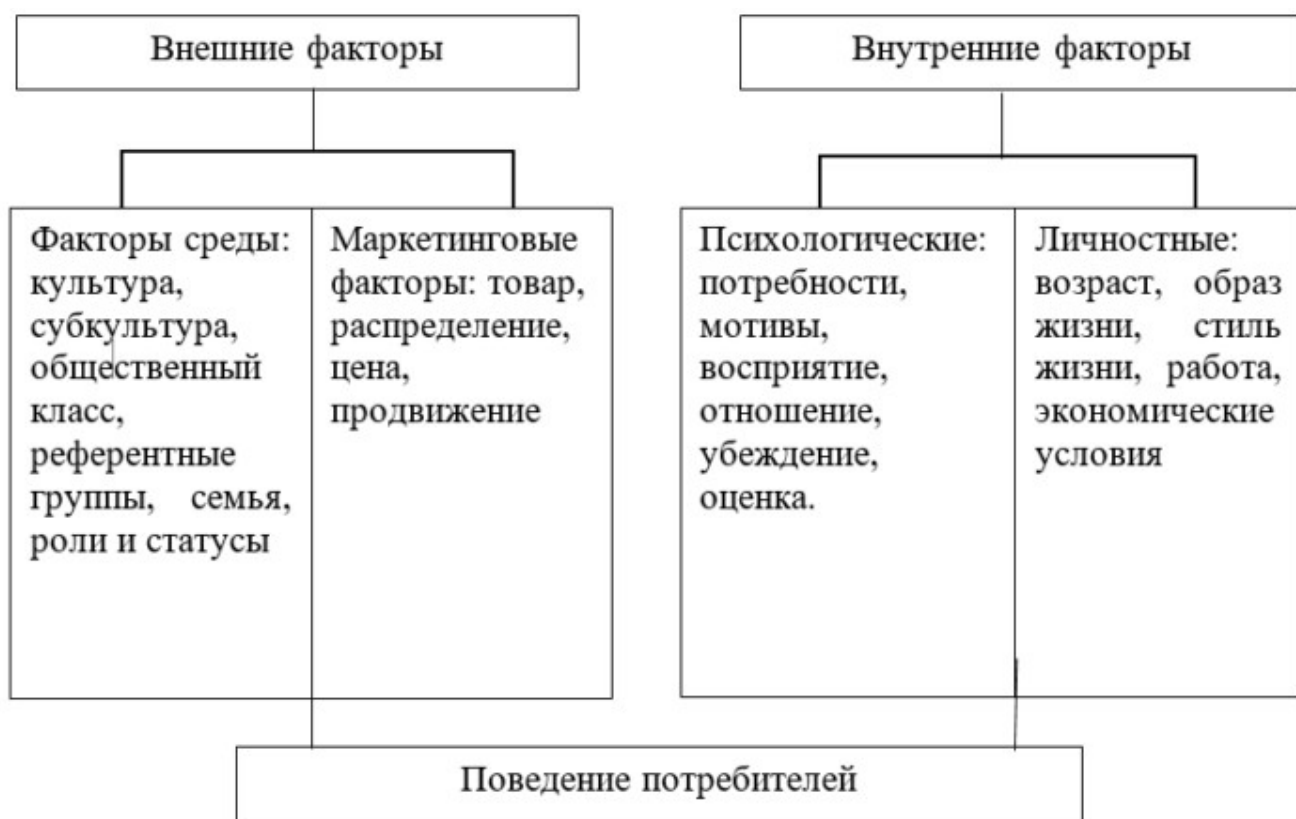 Внешние факторы
Внутренние факторы
Факторы среды:
культура,
субкультура,
общественный
класс,
референтные
группы, семья,
роли и статусы
Маркетинговые
факторы: товар,
распределение,
цена,
продвижение
Психологические:
потребности,
мотивы,
восприятие,
отношение,
убеждение,
оценка.
Личностные:
возраст, образ
жизни, стиль
жизни, работа,
экономические
условия
Поведение потребителей